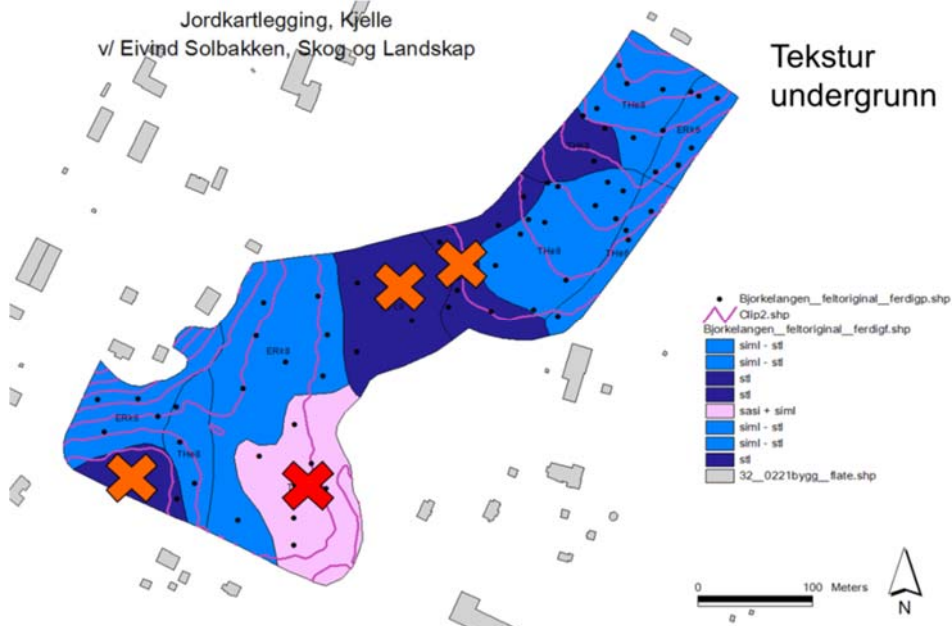 Jordkartlegging, Kjelle
v/ Eivind Solbakken, Skog og Landskap
Tekstur
undergrunn
THe8
ERk8
THe8
THe8
ERk8
ERk8
THe8
Bjorkelangen__feltoriginal__ferdigp.shp
Clip2.shp
Bjorkelangen__feltoriginal__ferdigf.shp
siml - stl
siml - stl
stl
stl
sasi + siml
siml - stl
siml - stl
stl
32__0221bygg__flate.shp
0
100 Meters
N